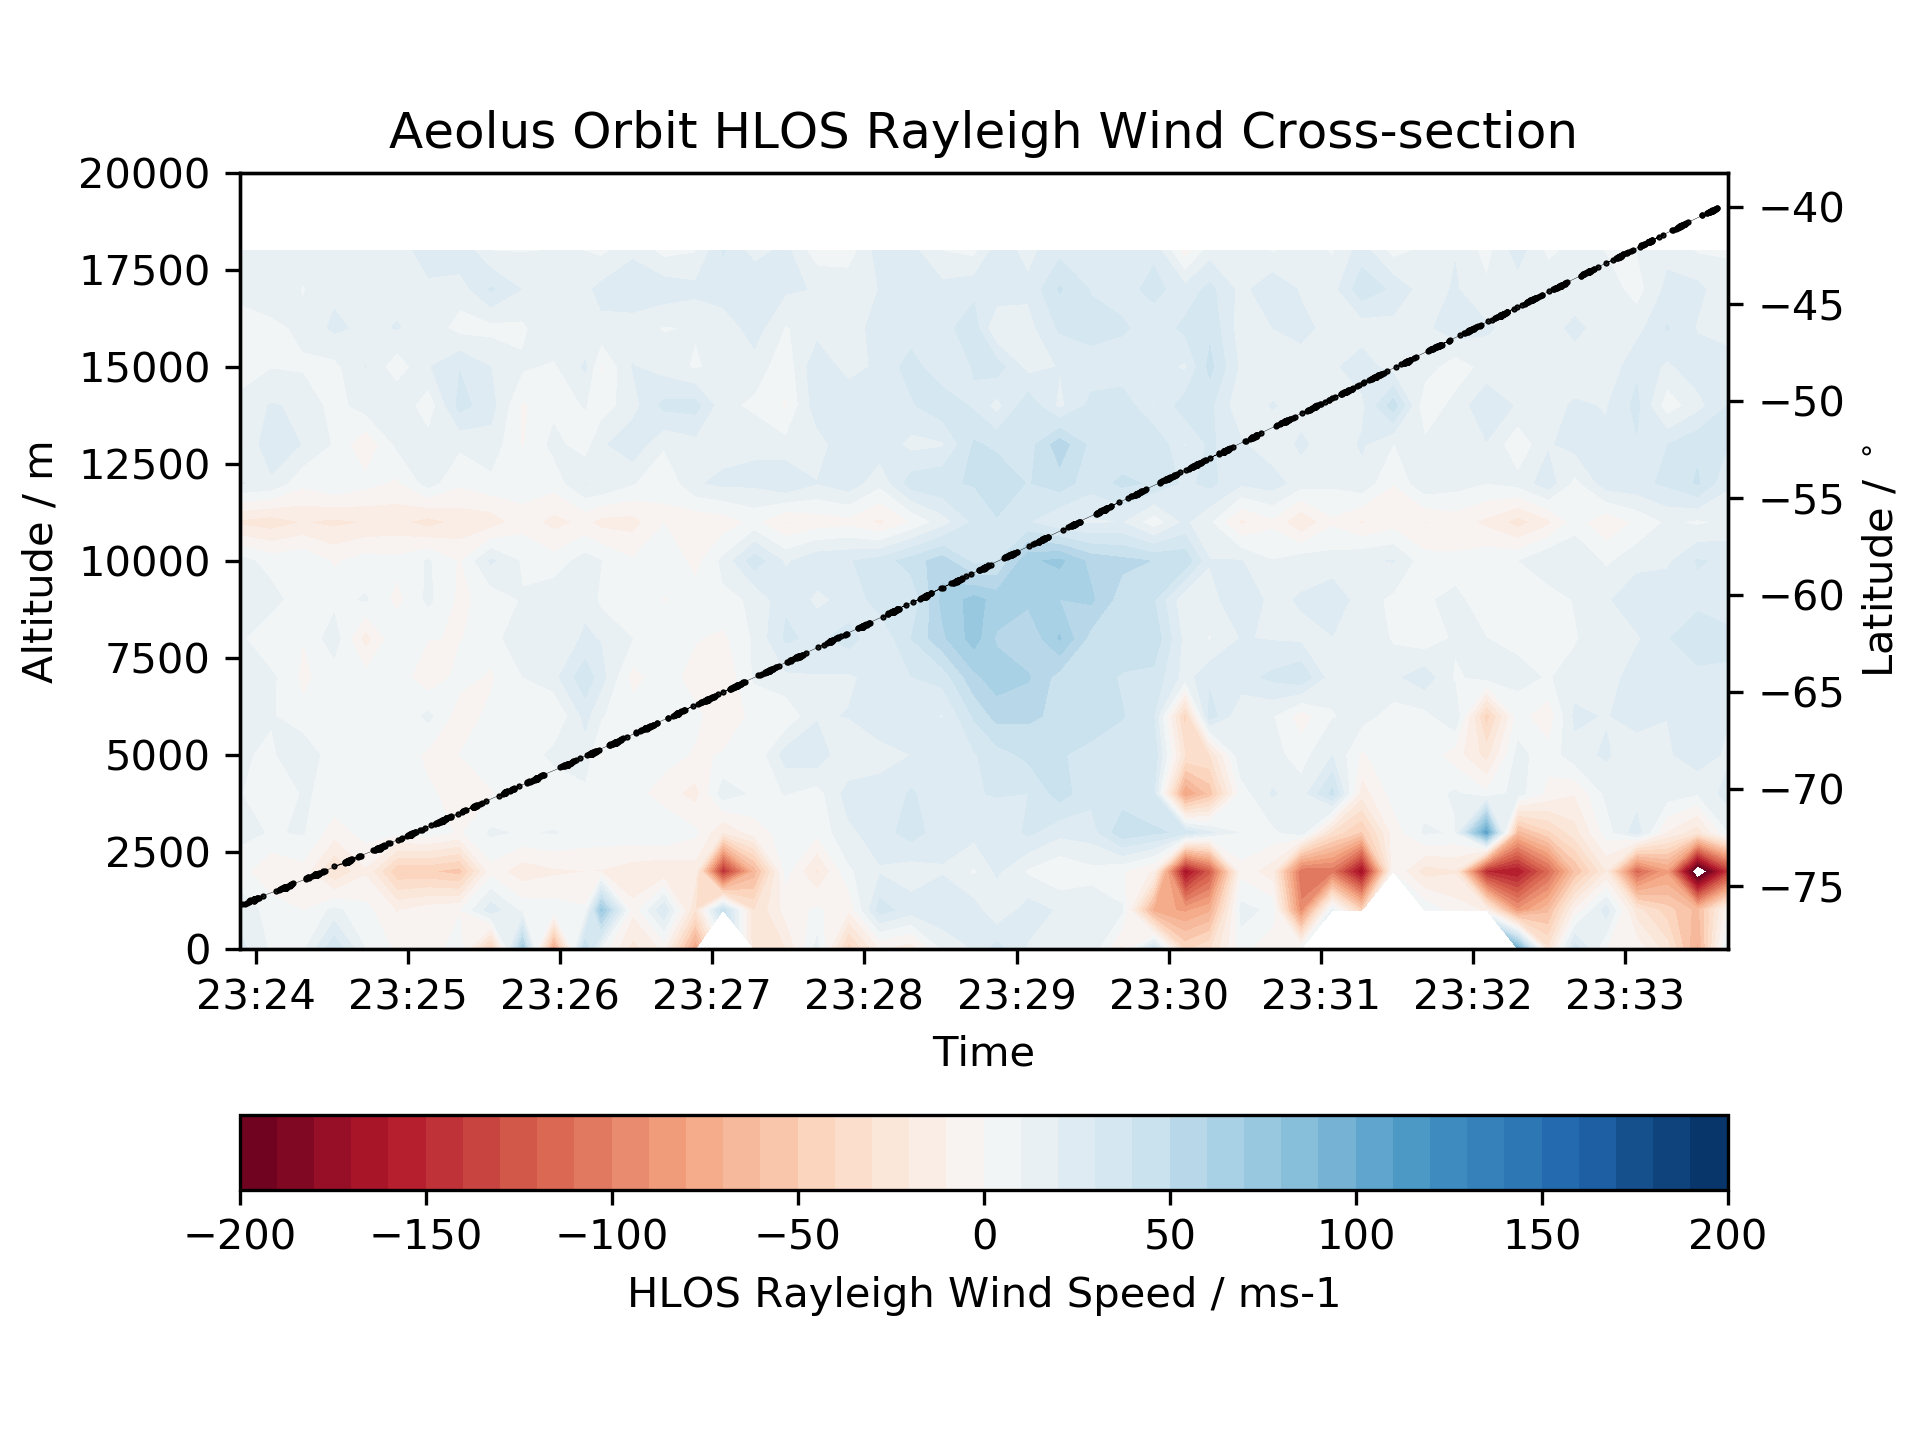 Aeolus Orbit HLOS Rayleigh Wind Cross-section
20000
17500
15000
12500
10000
7500
5000
2500
0
Altitude / m
−40
−45
−50
−55
−60
−65
−70
−75
Latitude / °
23:24 23:25 23:26 23:27 23:28 23:29 23:30 23:31 23:32 23:33
Time
−200 −150 −100 −50 0 50 100 150 200
HLOS Rayleigh Wind Speed / ms-1